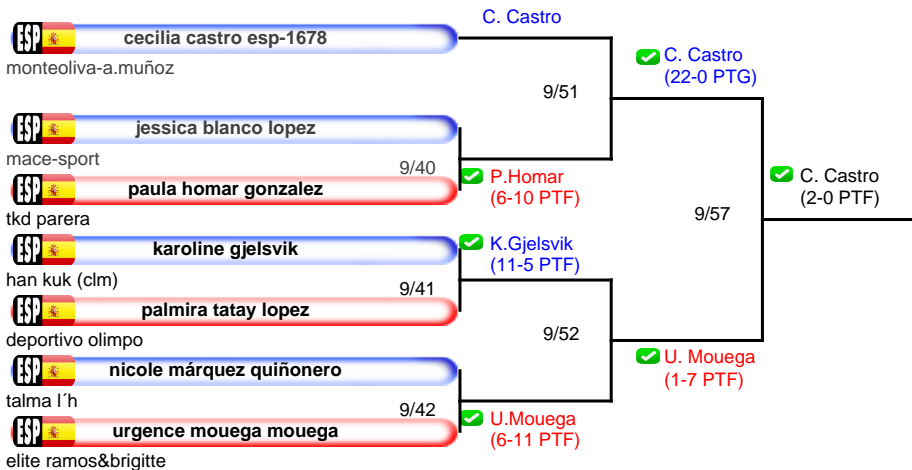 C. Castro
ESP cecilia castro esp-1678
monteoliva-a.muñoz
C. Castro
(22-0 PTG)
9/51
ESP jessica blanco lopez
mace-sport
9/40
P.Homar
(6-10 PTF)
ESP paula homar gonzalez
tkd parera
C. Castro
(2-0 PTF)
9/57
ESP karoline gjelsvik
han kuk (clm)
K.Gjelsvik
(11-5 PTF)
9/41
ESP palmira tatay lopez
deportivo olimpo
9/52
ESP nicole márquez quiñonero
talma l´h
U. Mouega
(1-7 PTF)
9/42
U.Mouega
(6-11 PTF)
ESP urgence mouega mouega
elite ramos&brigitte